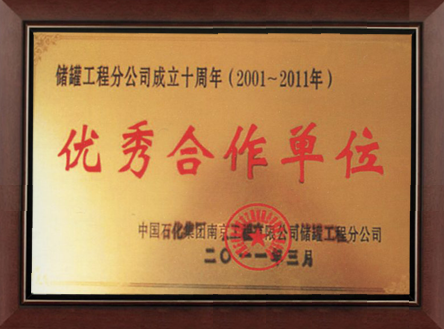 储罐工程分公司成立十周年(2001~2011年)
优秀合作单位
中国石化集团南京工程有限公司储罐工程分公司
二〇一一年三月